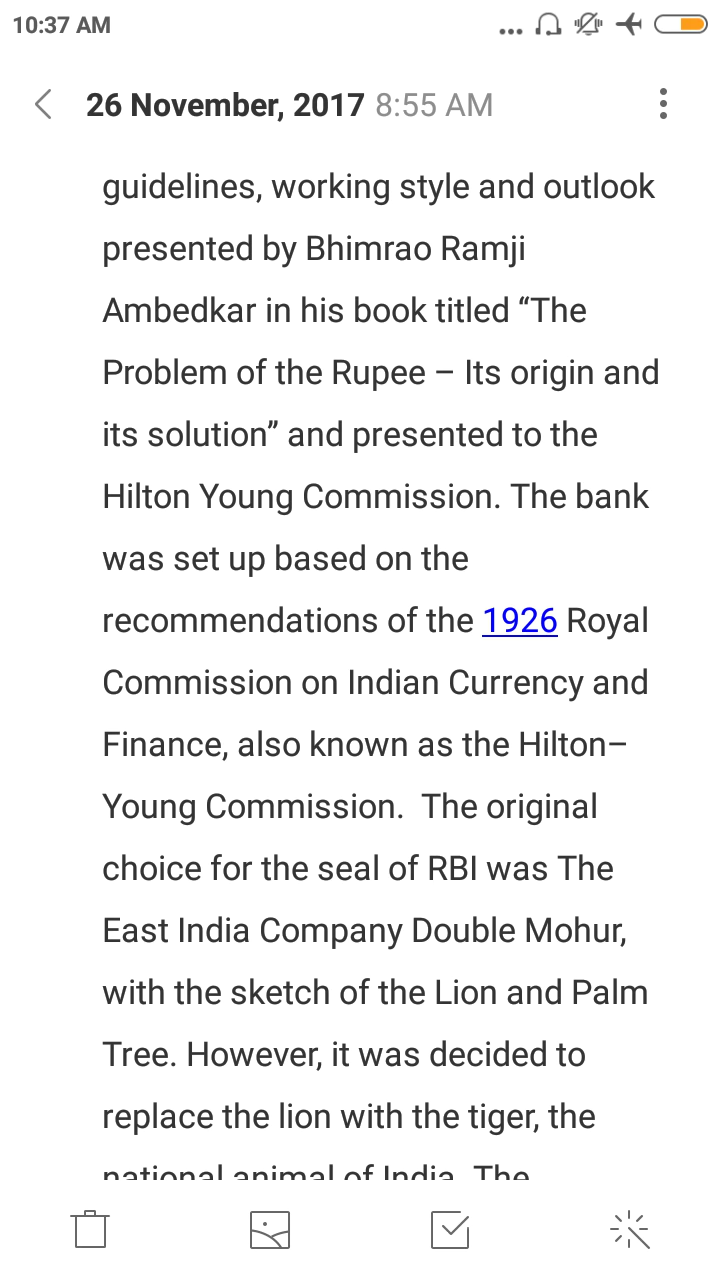 10:37 AM
26 November, 2017 8:55 AM
guidelines, working style and outlook
presented by Bhimrao Ramji
Ambedkar in his book titled “The
Problem of the Rupee – Its origin and
its solution” and presented to the
Hilton Young Commission. The bank
was set up based on the
recommendations of the 1926 Royal
Commission on Indian Currency and
Finance, also known as the Hilton–
Young Commission.  The original
choice for the seal of RBI was The
East India Company Double Mohur,
with the sketch of the Lion and Palm
Tree. However, it was decided to
replace the lion with the tiger, the
national animal of India. The